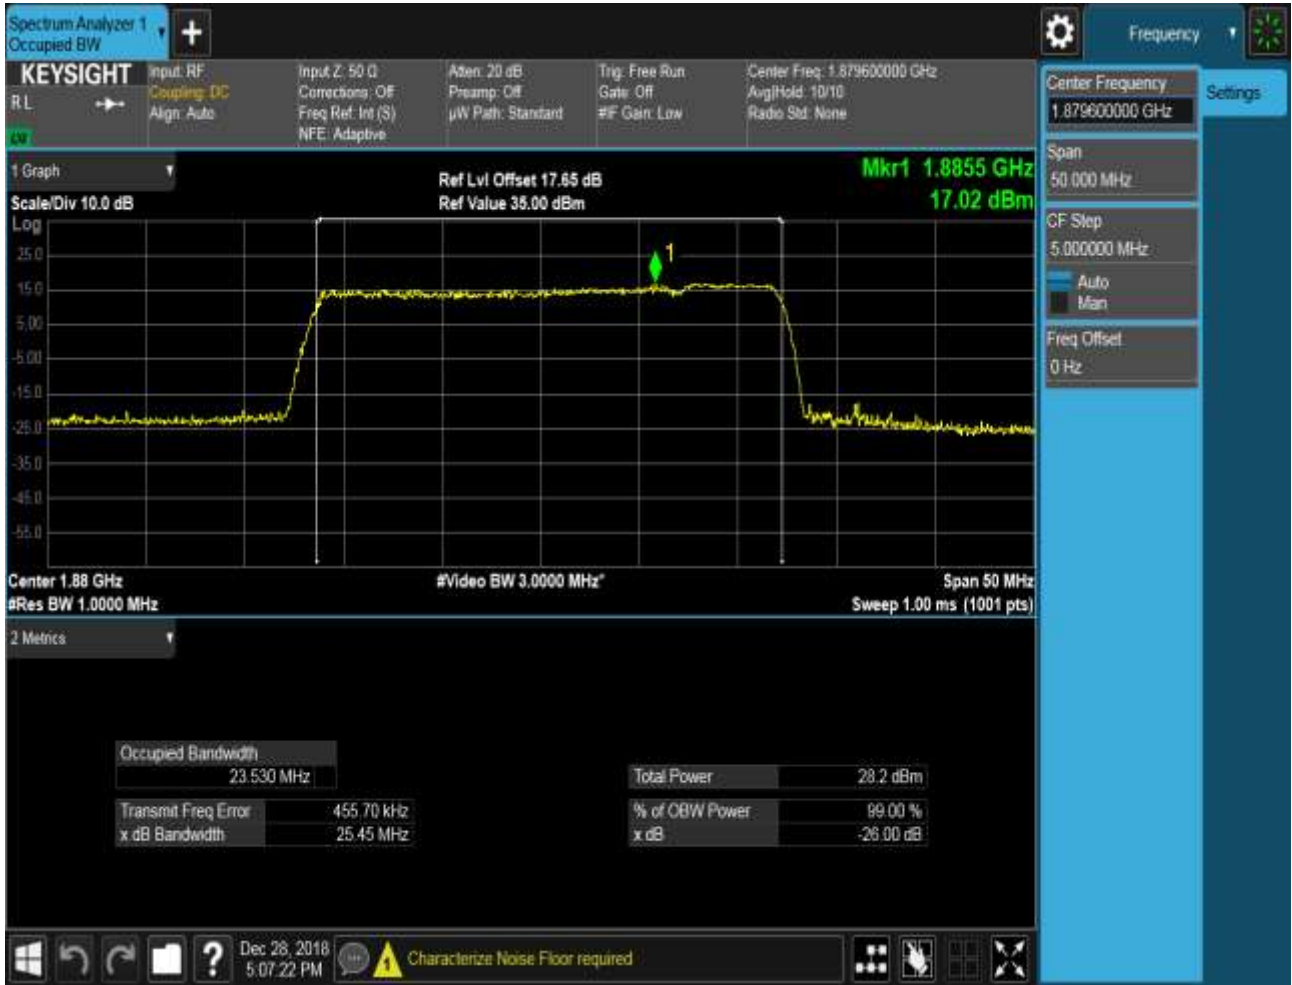 Spectrum Analyzer 1
Occupied BW
Frequency
KEYSIGHT
RL
Input: RF
Coupling: DC
Align: Auto
Input Z: 50 Ω
Corrections: Off
Freq Ref: Int (S)
NFE: Adaptive
Atten: 20 dB
Preamp: Off
µW Path: Standard
Trig: Free Run
Gate: Off
#IF Gain: Low
Center Freq: 1.879600000 GHz
Avg|Hold: 10/10
Radio Std: None
Center Frequency
1.879600000 GHz
Settings
Span
50.000 MHz
CF Step
5.000000 MHz
Auto
Man
Freq Offset
0 Hz
1 Graph
Scale/Div 10.0 dB
Ref Lvl Offset 17.65 dB
Ref Value 35.00 dBm
Mkr1 1.8855 GHz
17.02 dBm
Log
25.0
15.0
5.00
-5.00
-15.0
-25.0
-35.0
-45.0
-55.0
1
Center 1.88 GHz
#Video BW 3.0000 MHz*
Span 50 MHz
#Res BW 1.0000 MHz
Sweep 1.00 ms (1001 pts)
2 Metrics
Occupied Bandwidth
23.530 MHz
Total Power 28.2 dBm
Transmit Freq Error 455.70 kHz
% of OBW Power 99.00 %
x dB Bandwidth 25.45 MHz
x dB -26.00 dB
?
Dec 28, 2018
5:07:22 PM
Characterize Noise Floor required